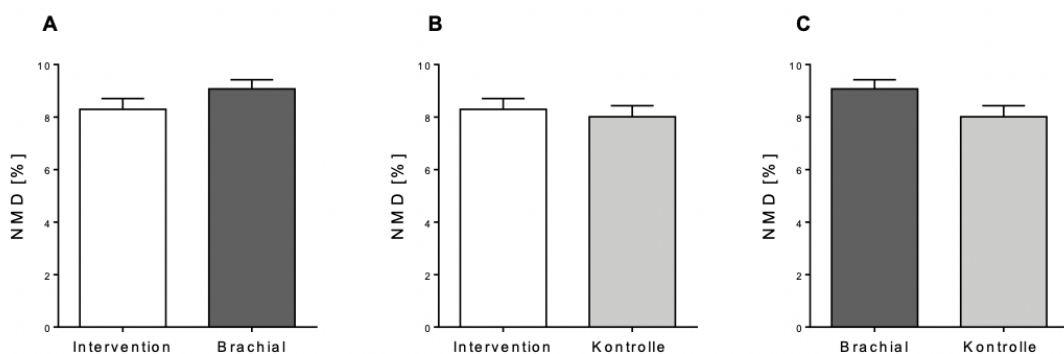 A
NMD [%]
10
8
6
4
2
0
Intervention Brachial
B
NMD [%]
10
8
6
4
2
0
Intervention Kontrolle
C
NMD [%]
10
8
6
4
2
0
Brachial Kontrolle